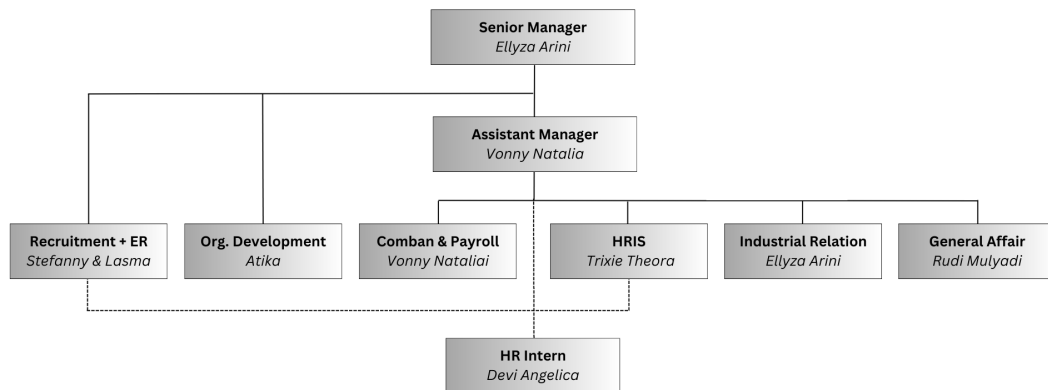 Senior Manager
Ellyza Arini
Assistant Manager
Vonny Natalia
Recruitment + ER
Stefanny & Lasma
Org. Development
Atika
Comban & Payroll
Vonny Nataliai
HRIS
Trixie Theora
Industrial Relation
Ellyza Arini
General Affair
Rudi Mulyadi
HR Intern
Devi Angelica